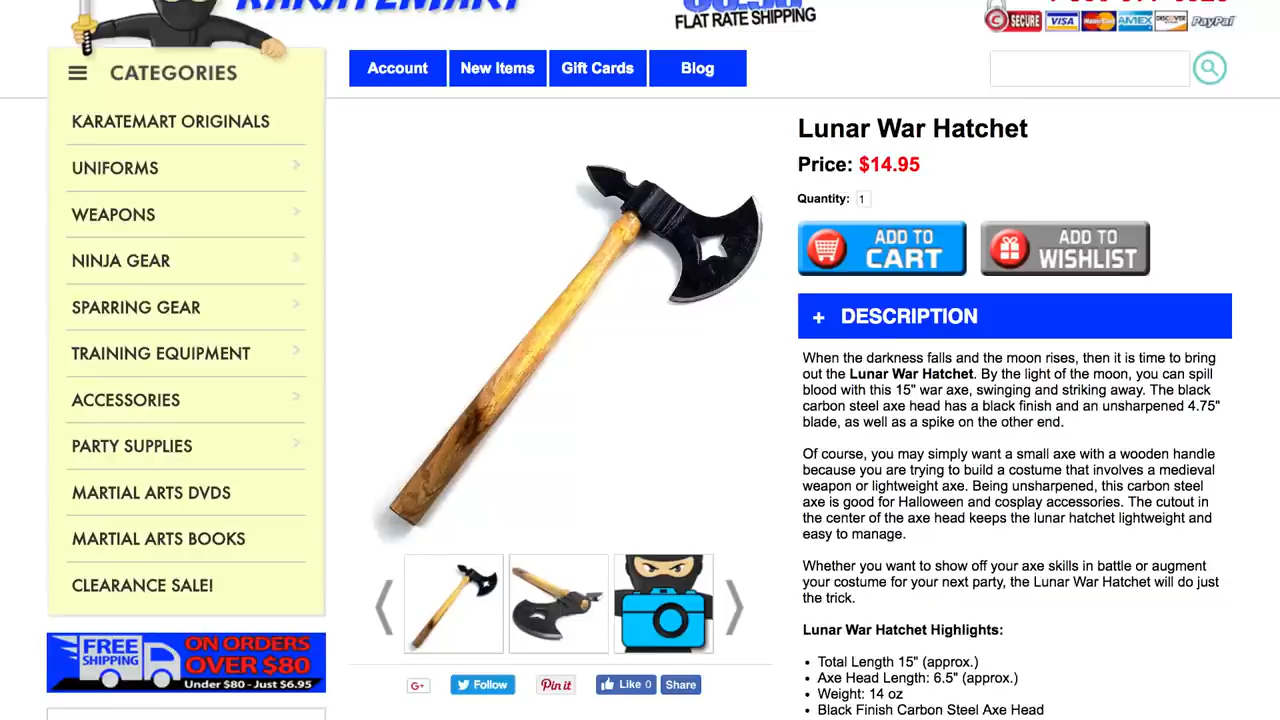 KARATEMART
FLAT RATE SHIPPING
SECURE VISA MasterCard AMEX DISCOVER PayPal
CATEGORIES
KARATEMART ORIGINALS
UNIFORMS
WEAPONS
NINJA GEAR
SPARRING GEAR
TRAINING EQUIPMENT
ACCESSORIES
PARTY SUPPLIES
MARTIAL ARTS DVDS
MARTIAL ARTS BOOKS
CLEARANCE SALE!
FREE SHIPPING
ON ORDERS
OVER $80
Under $80 - Just $6.95
Account New Items Gift Cards Blog
Lunar War Hatchet
Price: $14.95
Quantity: 1
ADD TO CART
ADD TO WISHLIST
+ DESCRIPTION
When the darkness falls and the moon rises, then it is time to bring
out the Lunar War Hatchet. By the light of the moon, you can spill
blood with this 15" war axe, swinging and striking away. The black
carbon steel axe head has a black finish and an unsharpened 4.75"
blade, as well as a spike on the other end.
Of course, you may simply want a small axe with a wooden handle
because you are trying to build a costume that involves a medieval
weapon or lightweight axe. Being unsharpened, this carbon steel
axe is good for Halloween and cosplay accessories. The cutout in
the center of the axe head keeps the lunar hatchet lightweight and
easy to manage.
Whether you want to show off your axe skills in battle or augment
your costume for your next party, the Lunar War Hatchet will do just
the trick.
Lunar War Hatchet Highlights:
• Total Length 15" (approx.)
• Axe Head Length: 6.5" (approx.)
• Weight: 14 oz
• Black Finish Carbon Steel Axe Head
G+ Follow Pin it Like 0 Share